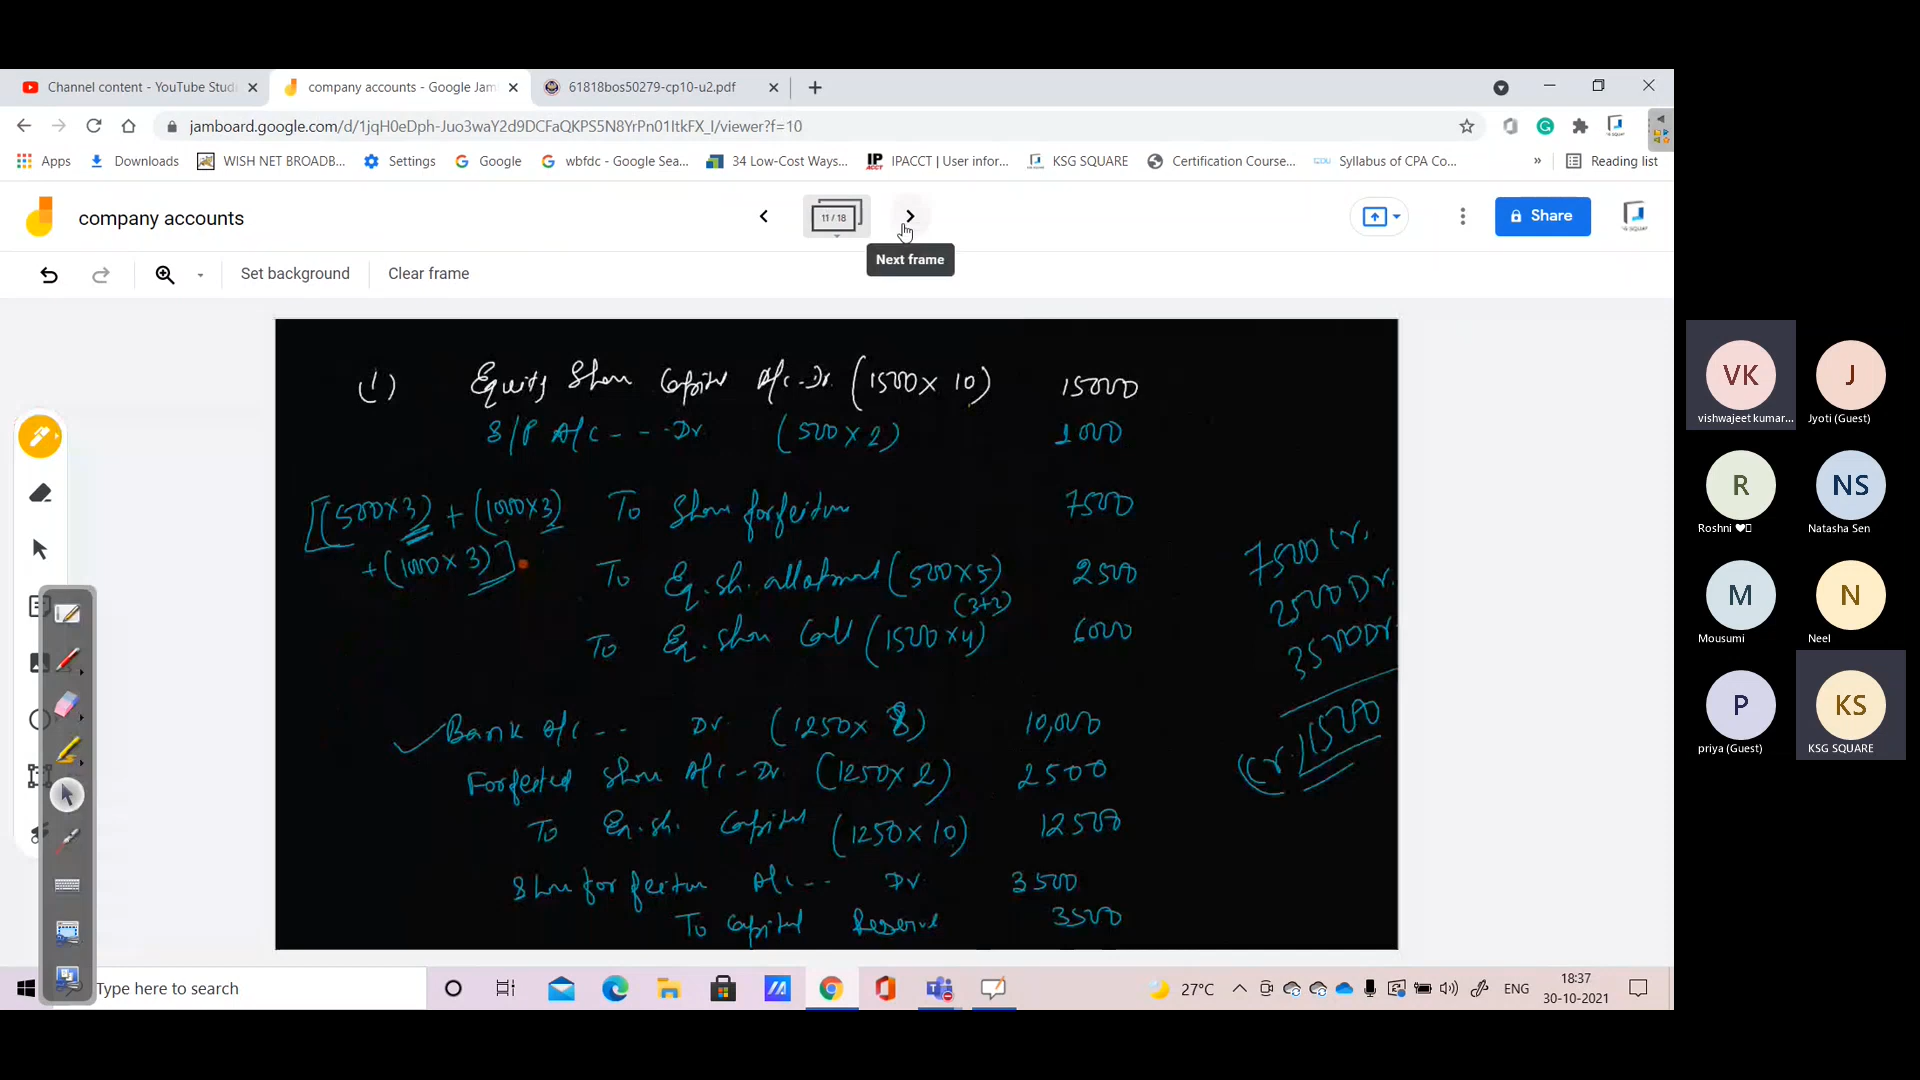 Channel content - YouTube Stud
company accounts - Google Jam
61818bos50279-cp10-u2.pdf
jamboard.google.com/d/1jqH0eDph-Juo3waY2d9DCFaQKPS5N8YrPn01ItkFX_I/viewer?f=10
Apps
Downloads
WISH NET BROADB...
Settings
Google
wbfdc - Google Sea...
34 Low-Cost Ways...
IPACCT | User infor...
KSG SQUARE
Certification Course...
Syllabus of CPA Co...
»
Reading list
company accounts
11 / 18
Share
Next frame
Set background
Clear frame
(1) Equity Share Capital A/c - Dr. (1500 x 10) 15000
S/P A/c - - - Dr. (500 x 2) 1000
[(500 x 3) + (1000 x 3) To Share forfeiture 7500
+ (1000 x 3)]
To Eq. sh. allotment (500 x 5) 2500
(3+2)
To Eq. share Call (1500 x 4) 6000
7500 Cr.
2500 Dr.
3500 Dr.
(Cr.) 1500
Bank A/c - - Dr. (1250 x 8) 10,000
Forfeited Share A/c - Dr. (1250 x 2) 2500
To Eq. sh. Capital (1250 x 10) 12500
Share forfeiture A/c - - Dr 3500
To Capital Reserve 3500
VK
vishwajeet kumar...
J
Jyoti (Guest)
R
Roshni
NS
Natasha Sen
M
Mousumi
N
Neel
P
priya (Guest)
KS
KSG SQUARE
Type here to search
27°C
ENG
18:37
30-10-2021